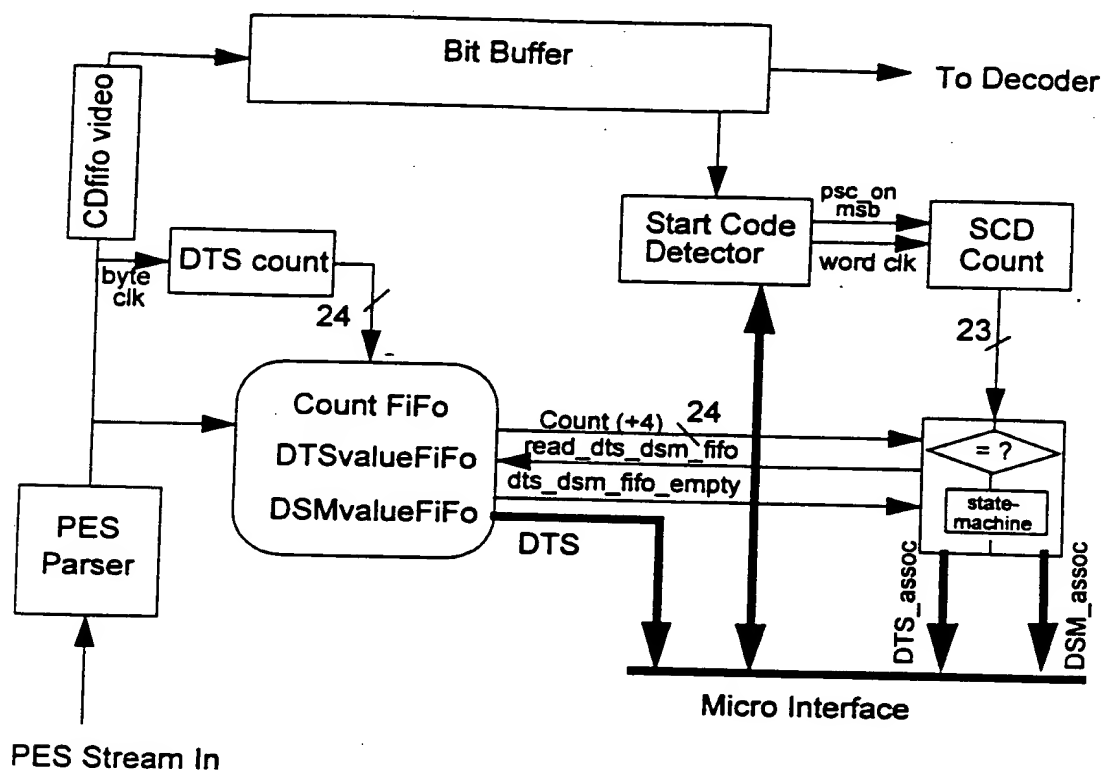 Bit Buffer
To Decoder
CDfifo video
byte
clk
DTS count
24
Start Code
Detector
psc_on
msb
word clk
SCD
Count
23
Count FiFo
DTSvalueFiFo
DSMvalueFiFo
Count (+4)
24
read_dts_dsm_fifo
dts_dsm_fifo_empty
= ?
state-
machine
DTS
DTS_assoc
DSM_assoc
PES
Parser
Micro Interface
PES Stream In